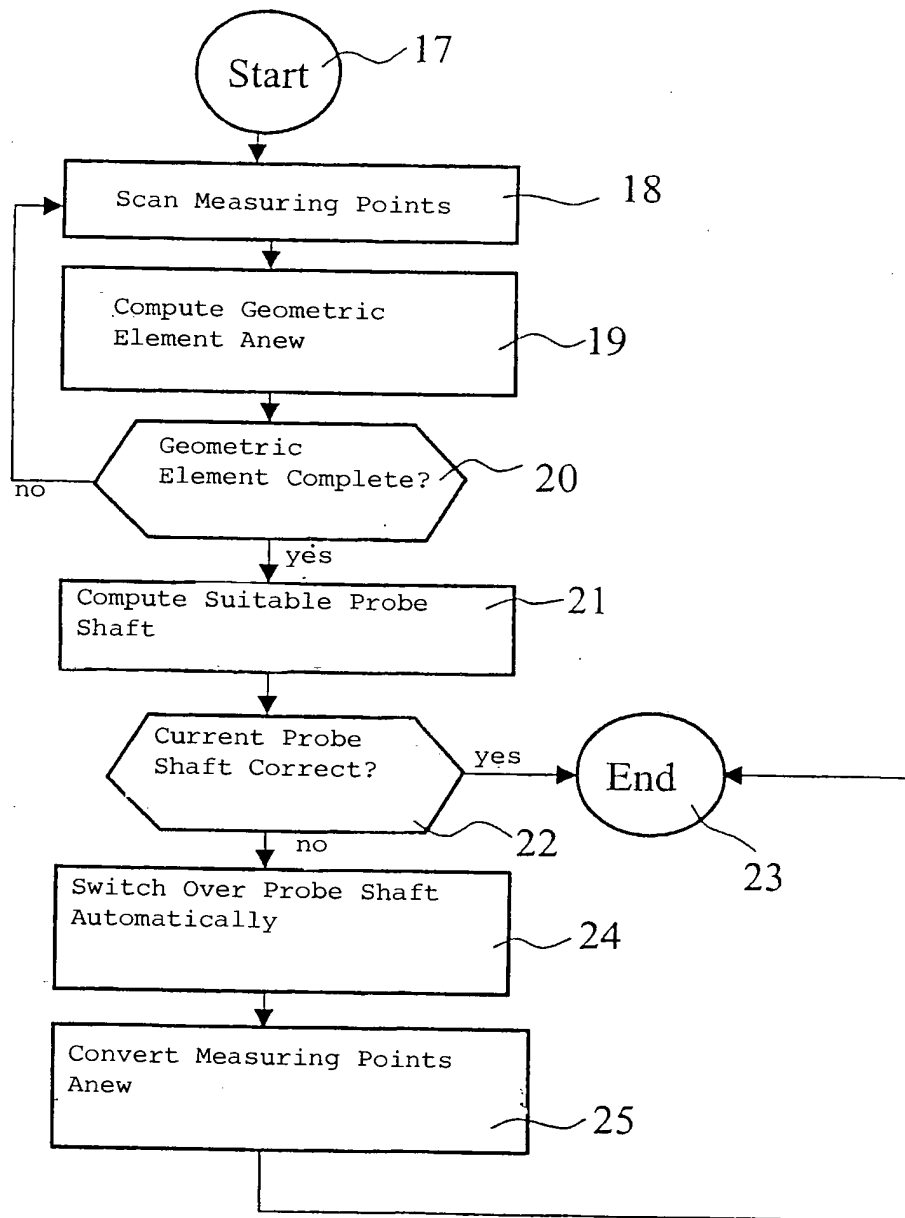 Start
17
Scan Measuring Points
18
Compute Geometric
Element Anew
19
Geometric
Element Complete?
20
no
yes
Compute Suitable Probe
Shaft
21
Current Probe
Shaft Correct?
yes
22
End
23
no
Switch Over Probe Shaft
Automatically
24
Convert Measuring Points
Anew
25